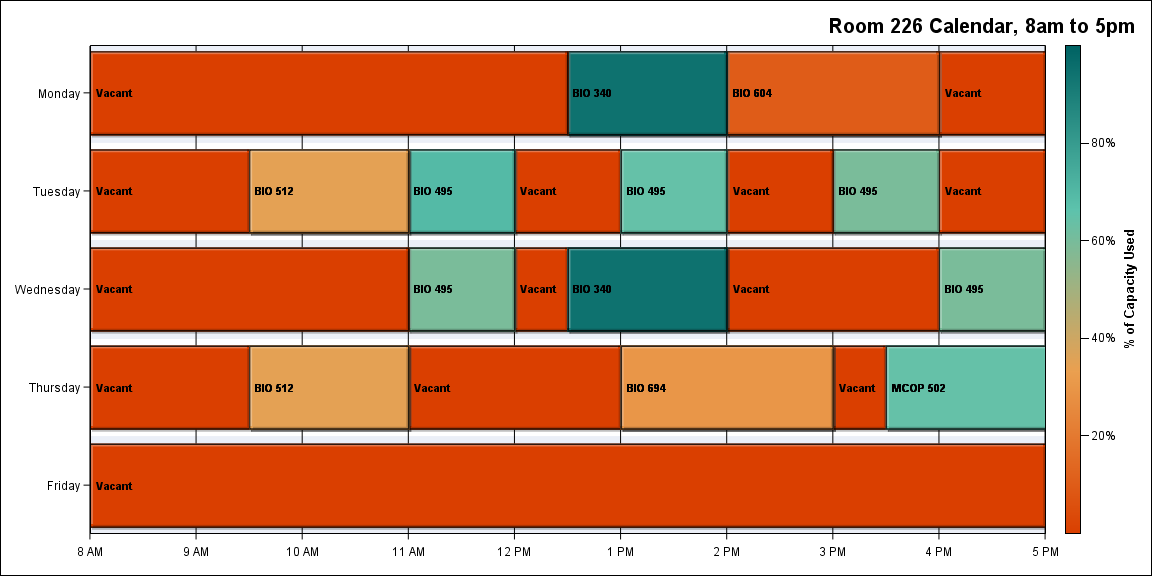 Room 226 Calendar, 8am to 5pm
Monday
Vacant
BIO 340
BIO 604
Vacant
Tuesday
Vacant
BIO 512
BIO 495
Vacant
BIO 495
Vacant
BIO 495
Vacant
Wednesday
Vacant
BIO 495
Vacant
BIO 340
Vacant
BIO 495
Thursday
Vacant
BIO 512
Vacant
BIO 694
Vacant
MCOP 502
Friday
Vacant
8 AM
9 AM
10 AM
11 AM
12 PM
1 PM
2 PM
3 PM
4 PM
5 PM
80%
60%
40%
20%
% of Capacity Used